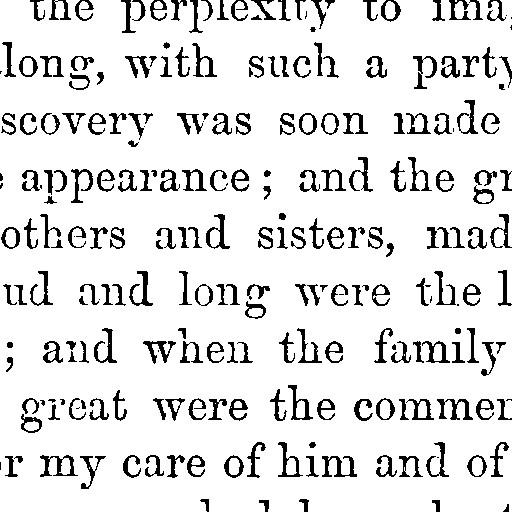 the perplexity to ima
long, with such a party
scovery was soon made
appearance; and the gr
others and sisters, mad
ud and long were the l
; and when the family
great were the commen
r my care of him and of